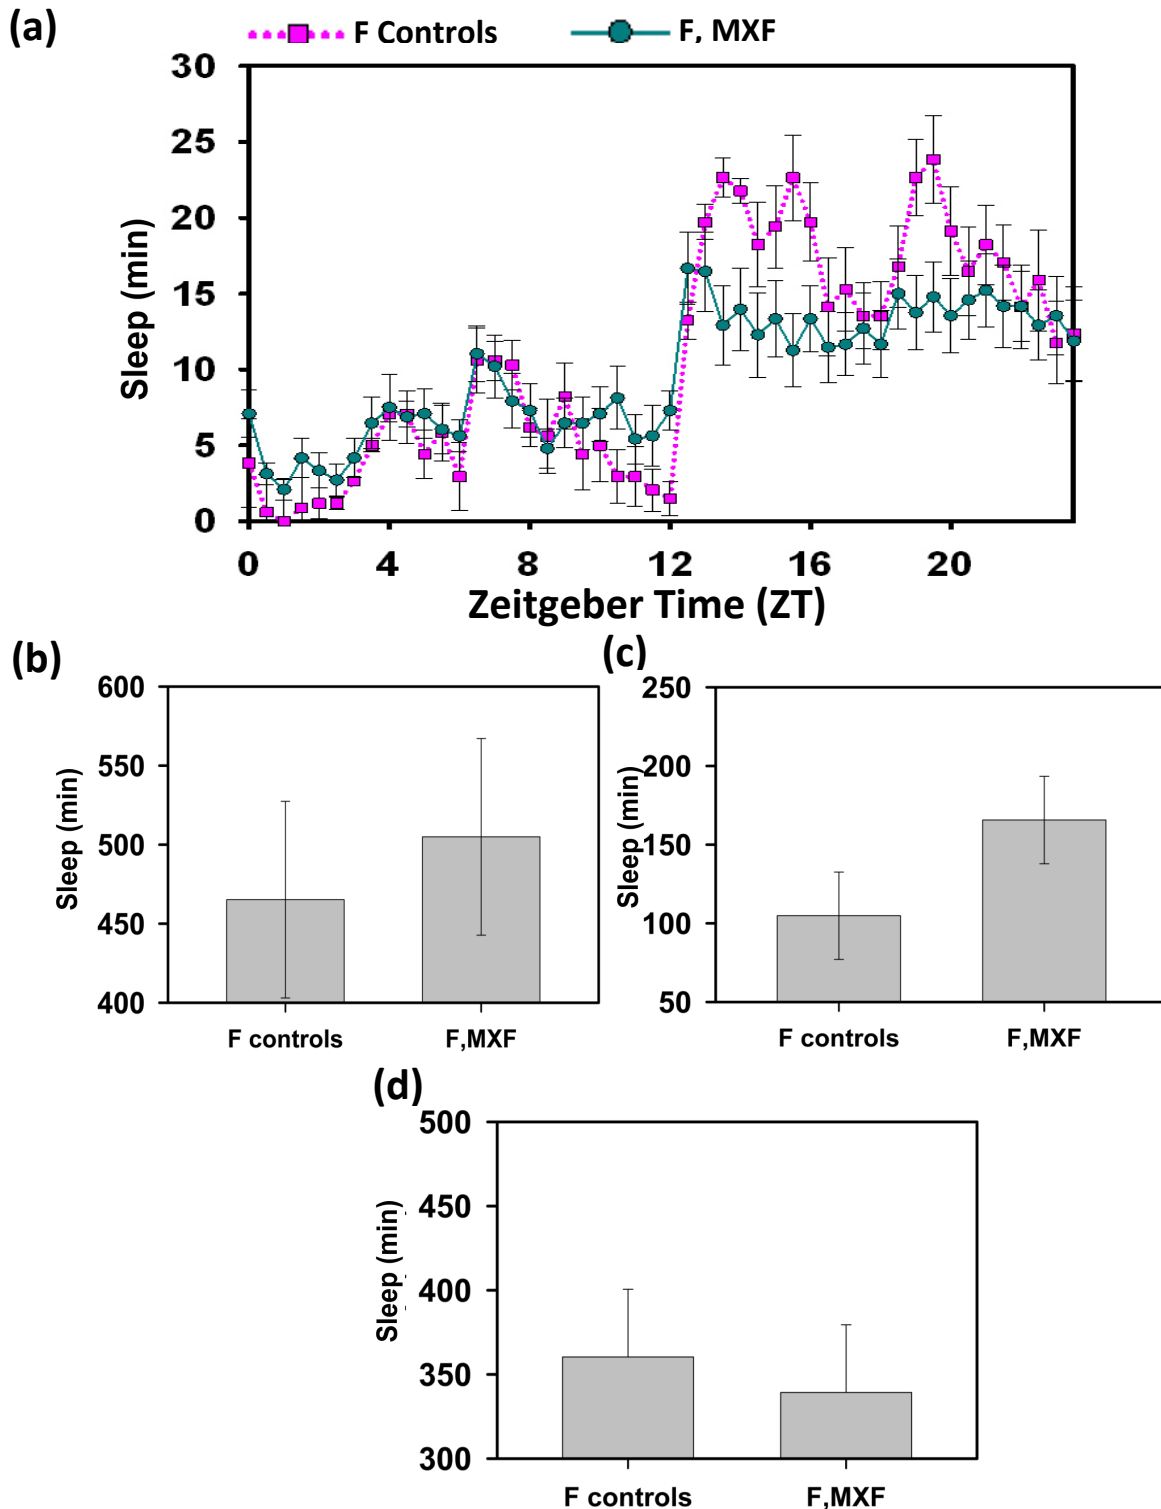 (a)
F Controls F, MXF
30
25
20
15
10
5
0
Sleep (min)
0 4 8 12 16 20
Zeitgeber Time (ZT)
(b)
600
550
500
450
400
Sleep (min)
F controls F,MXF
(c)
250
200
150
100
50
Sleep (min)
F controls F,MXF
(d)
500
450
400
350
300
Sleep (min)
F controls F,MXF